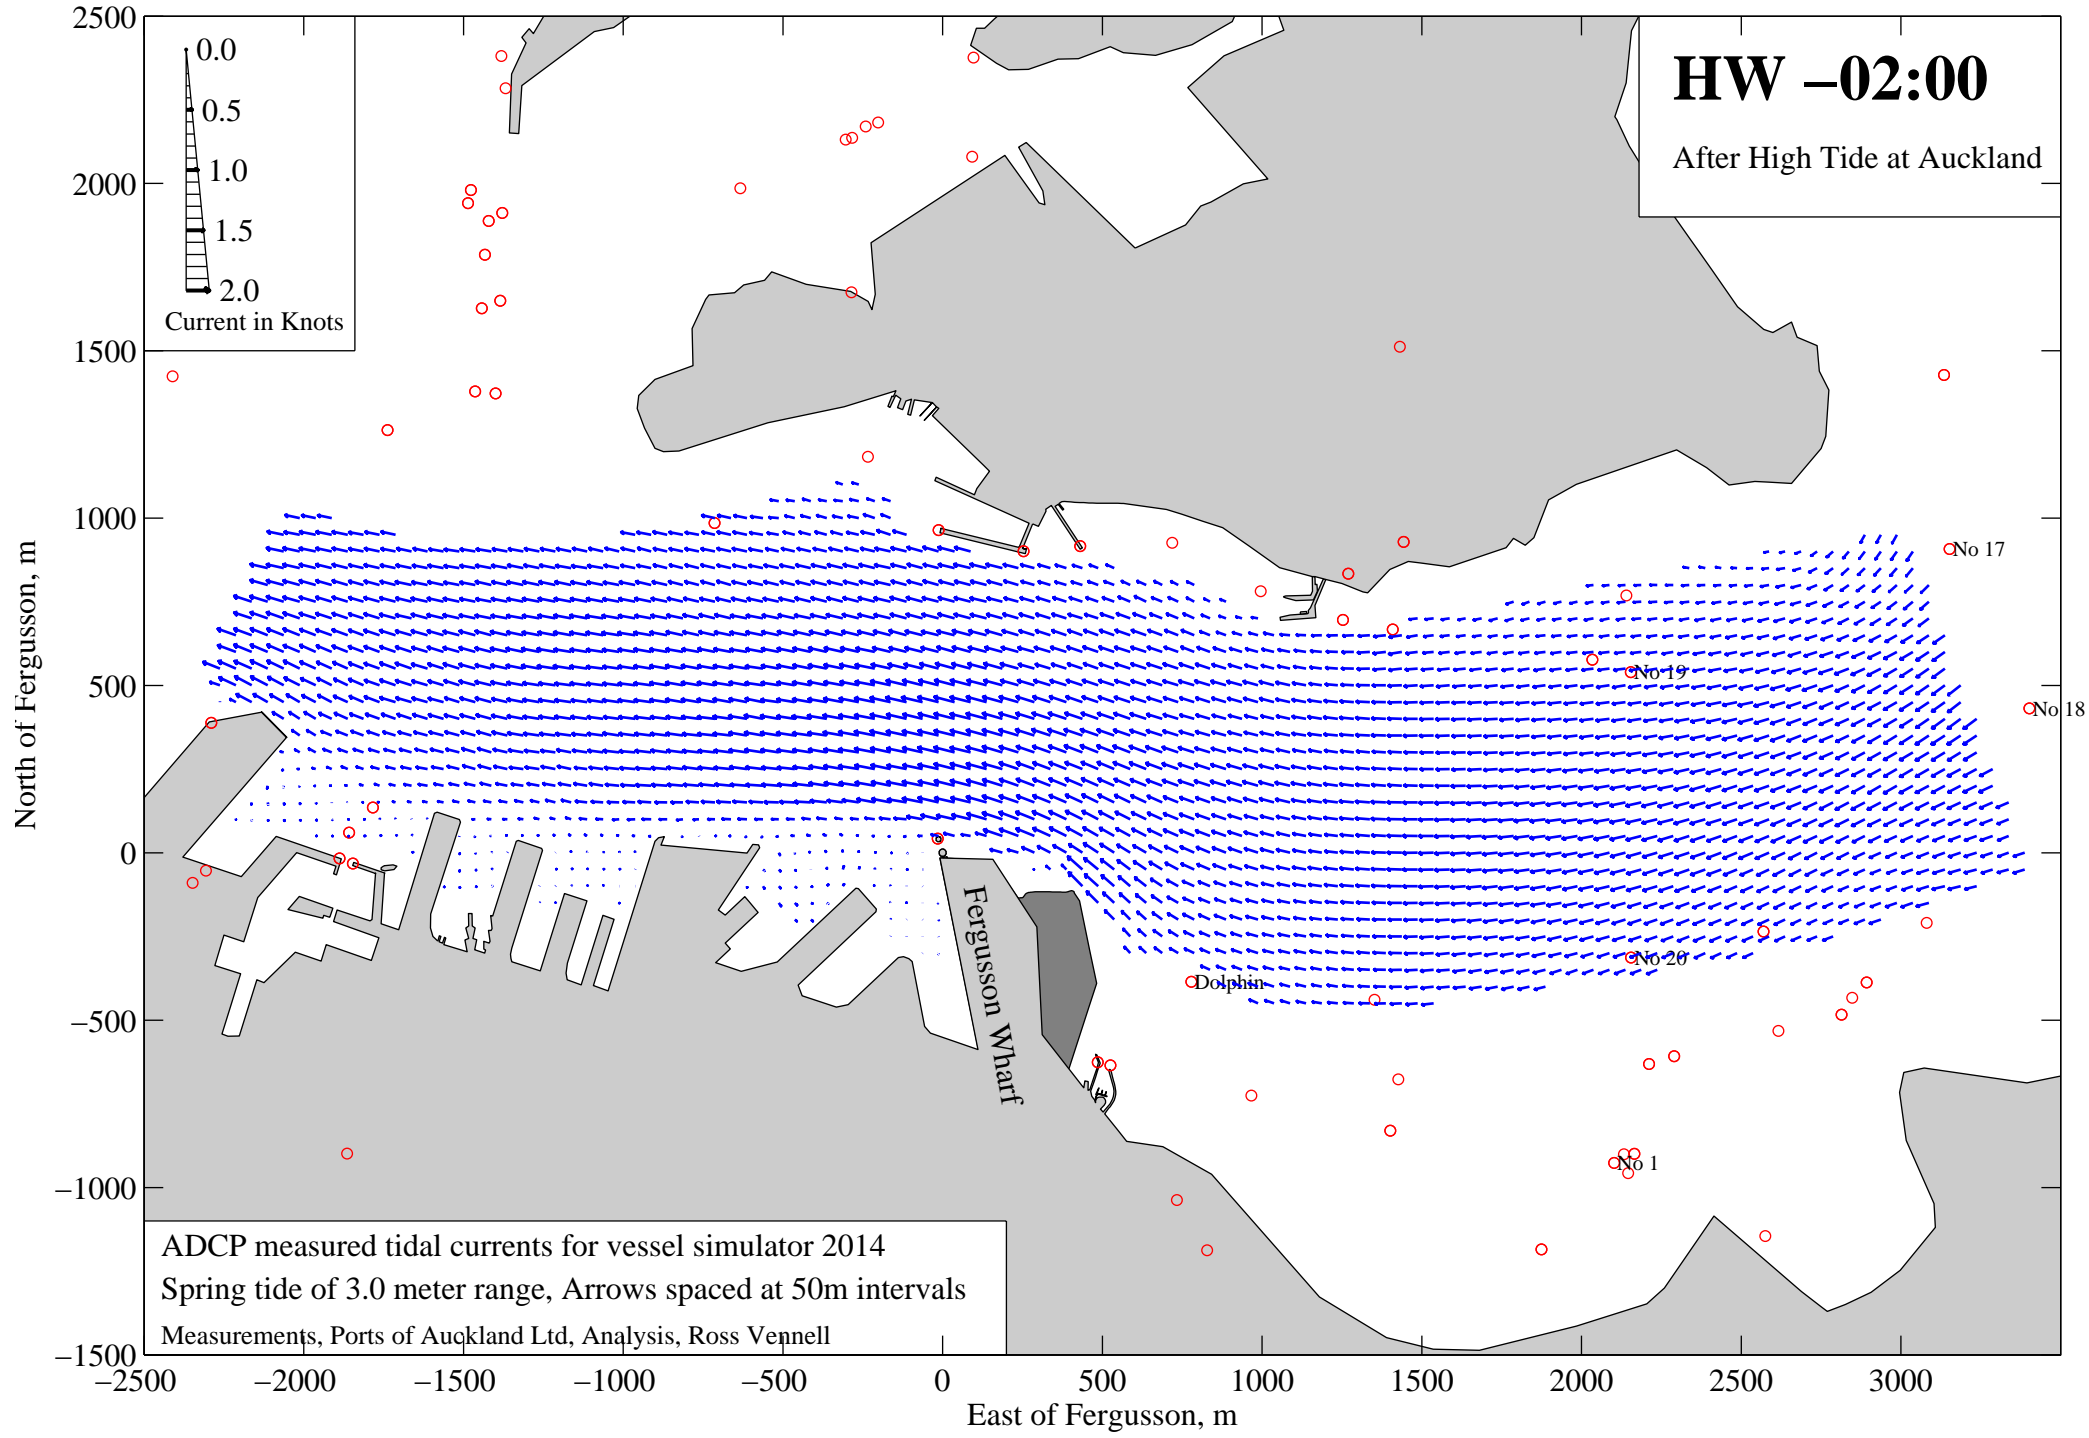 2500
2000
1500
1000
500
0
−500
−1000
−1500
−2500
−2000
−1500
−1000
−500
0
500
1000
1500
2000
2500
3000
North of Fergusson, m
East of Fergusson, m
0.0
0.5
1.0
1.5
2.0
Current in Knots
HW −02:00
After High Tide at Auckland
No 17
No 19
No 18
No 20
Dolphin
No 1
Fergusson Wharf
ADCP measured tidal currents for vessel simulator 2014
Spring tide of 3.0 meter range, Arrows spaced at 50m intervals
Measurements, Ports of Auckland Ltd, Analysis, Ross Vennell